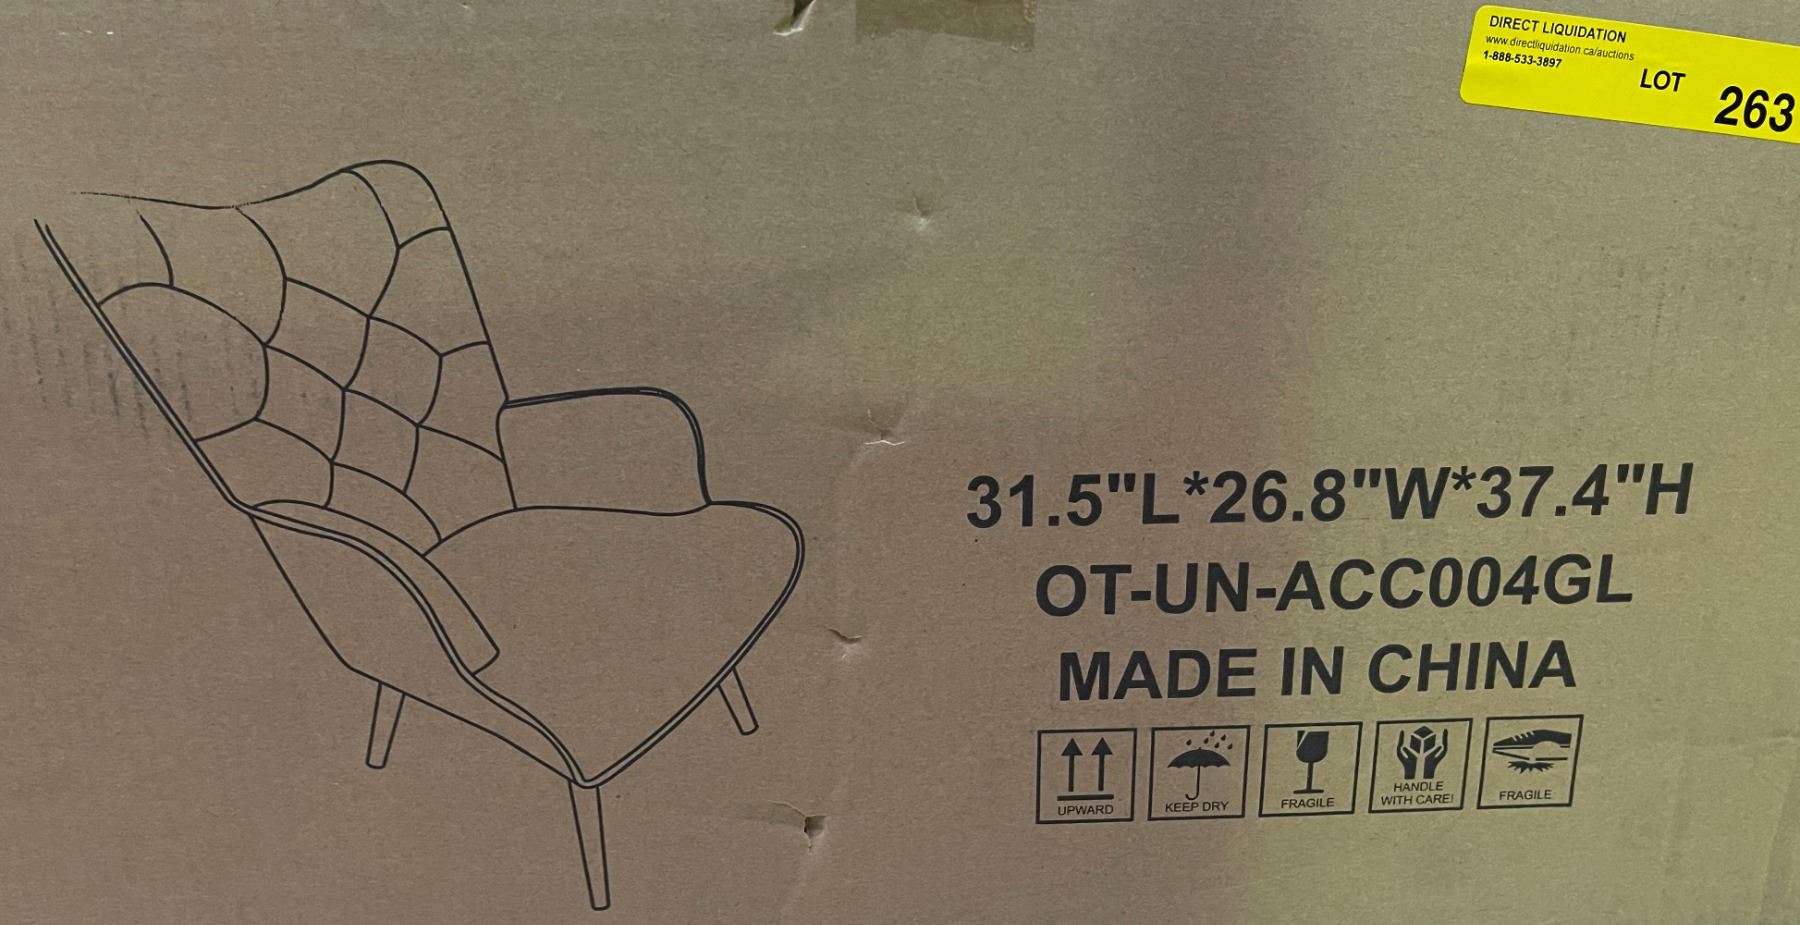 DIRECT LIQUIDATION
www.directliquidation.ca/auctions
1-888-533-3897
LOT 263
31.5"L*26.8"W*37.4"H
OT-UN-ACC004GL
MADE IN CHINA
UPWARD
KEEP DRY
FRAGILE
HANDLE
WITH CARE!
FRAGILE